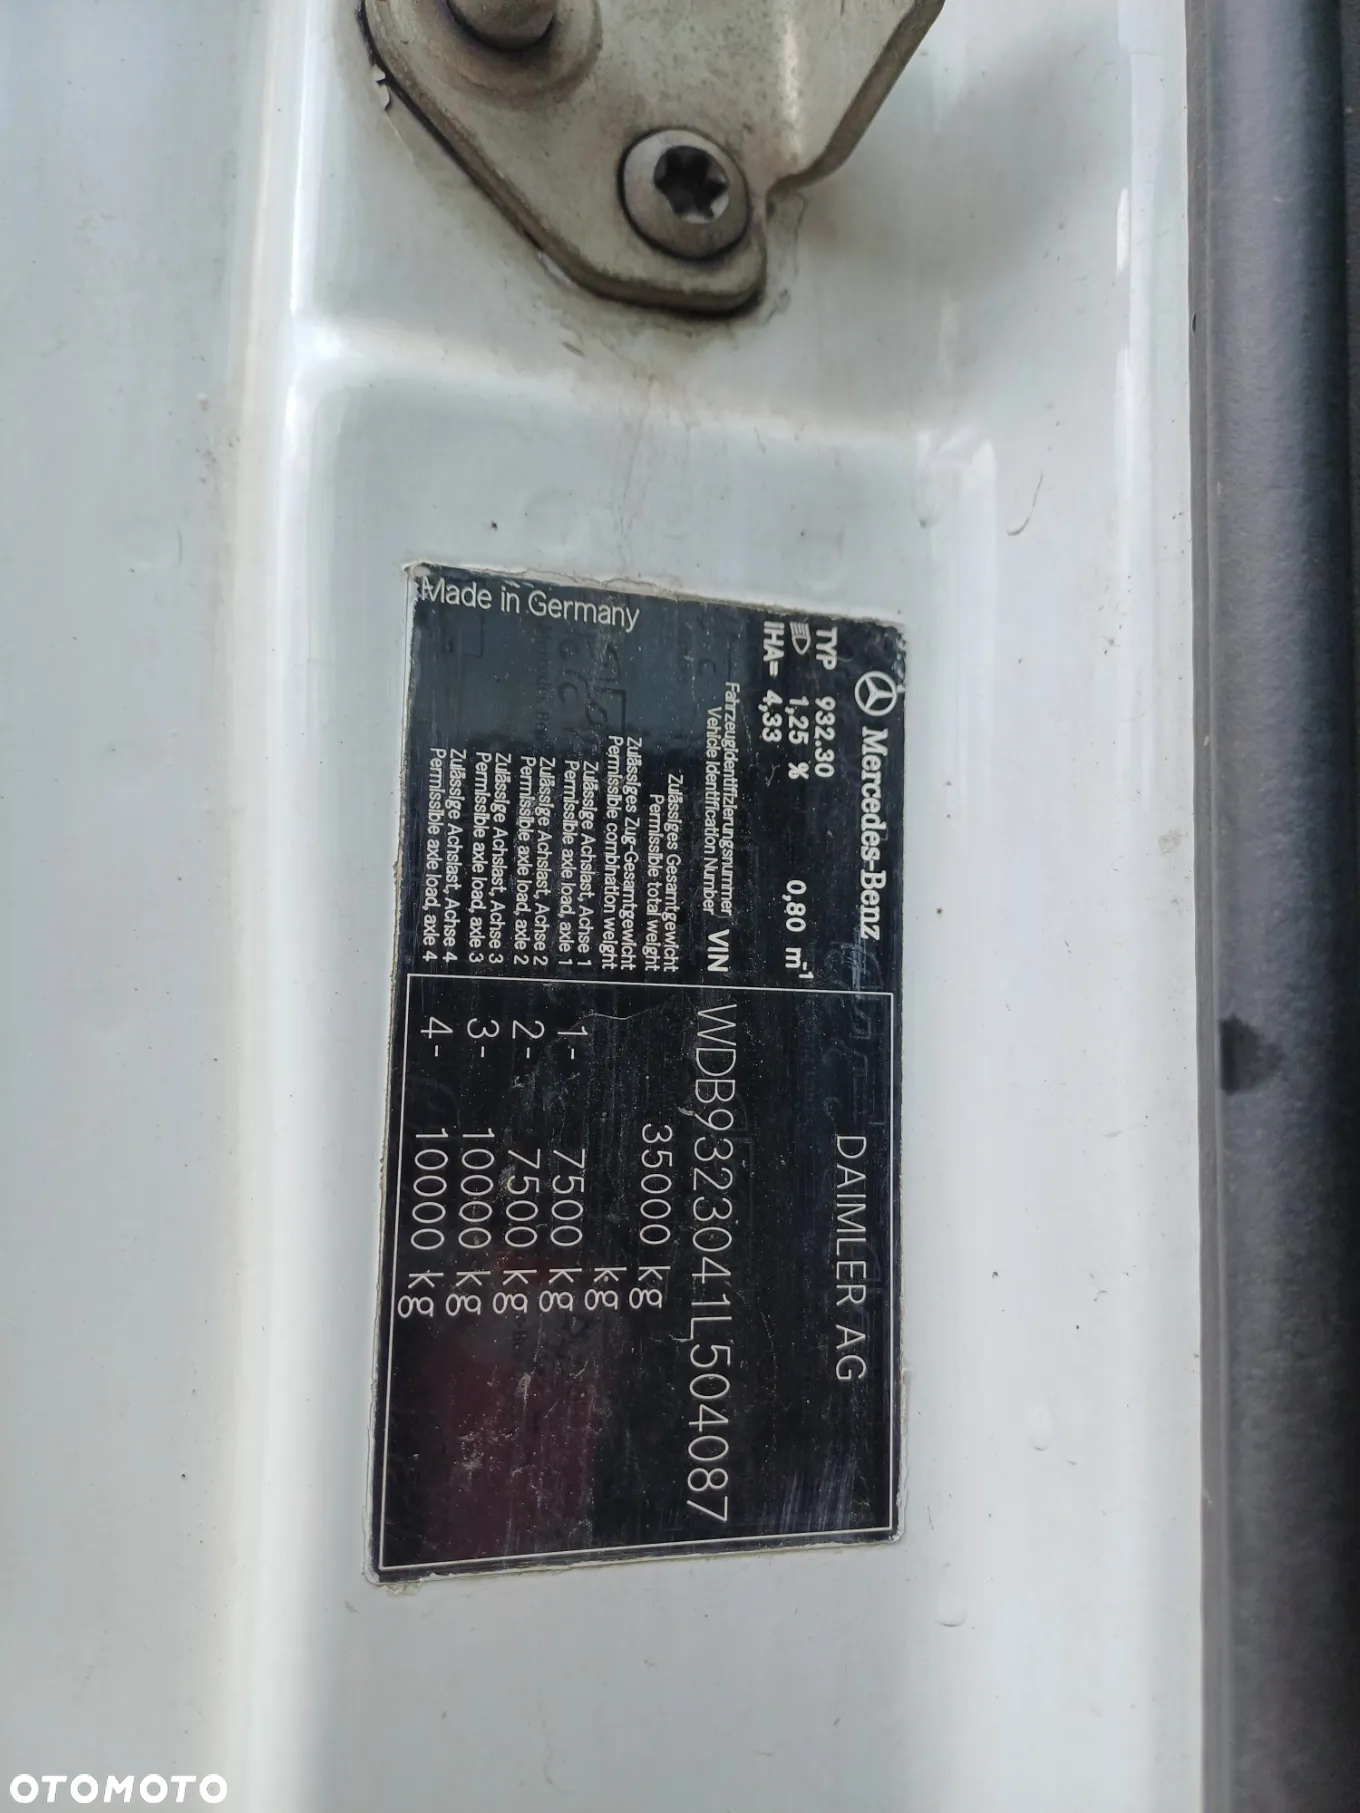 Mercedes-Benz
DAIMLER AG
TYP 932.30
1,25 % 0,80 m-1
IHA= 4,33
Fahrzeugidentifizierungsnummer
Vehicle Identification Number
VIN WDB9323041L504087
Zulässiges Gesamtgewicht
Permissible total weight
35000 kg
Zulässiges Zug-Gesamtgewicht
Permissible combination weight
kg
Zulässige Achslast, Achse 1
Permissible axle load, axle 1
1- 7500 kg
Zulässige Achslast, Achse 2
Permissible axle load, axle 2
2- 7500 kg
Zulässige Achslast, Achse 3
Permissible axle load, axle 3
3- 10000 kg
Zulässige Achslast, Achse 4
Permissible axle load, axle 4
4- 10000 kg
Made in Germany
OTOMOTO